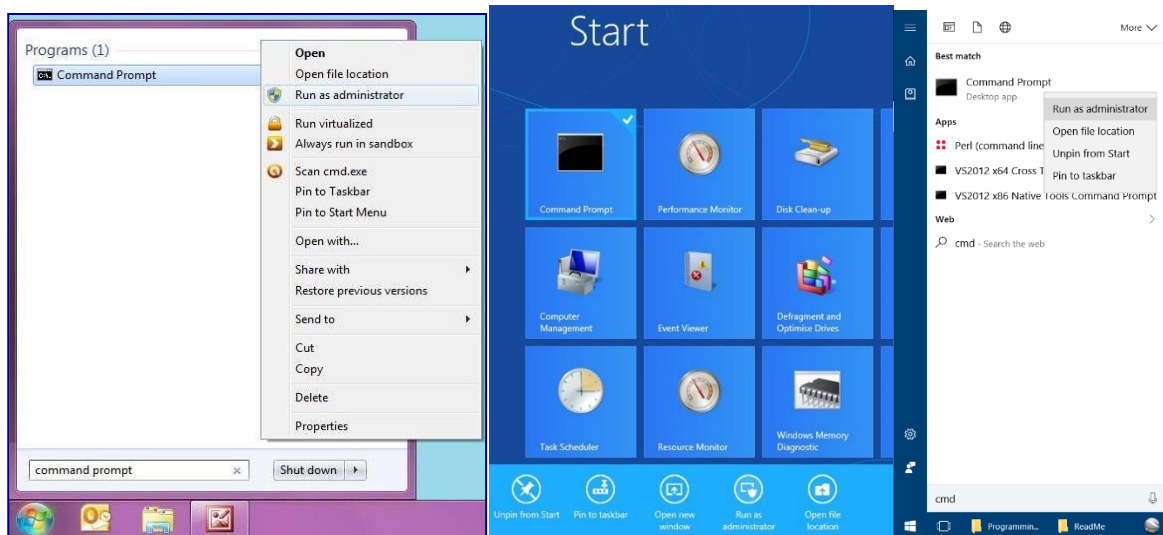 Programs (1)
Command Prompt
Open
Open file location
Run as administrator
Run virtualized
Always run in sandbox
Scan cmd.exe
Pin to Taskbar
Pin to Start Menu
Open with...
Share with
Restore previous versions
Send to
Cut
Copy
Delete
Properties
command prompt
Shut down
Start
Command Prompt
Performance Monitor
Disk Clean-up
Computer
Management
Event Viewer
Defragment and
Optimise Drives
Task Scheduler
Resource Monitor
Windows Memory
Diagnostic
Unpin from Start
Pin to taskbar
Open new
window
Run as
administrator
Open file
location
More
Best match
Command Prompt
Desktop app
Run as administrator
Open file location
Unpin from Start
Pin to taskbar
Apps
Perl (command line
VS2012 x64 Cross T
VS2012 x86 Native Tools Command Prompt
Web
cmd - Search the web
cmd
Programmin...
ReadMe